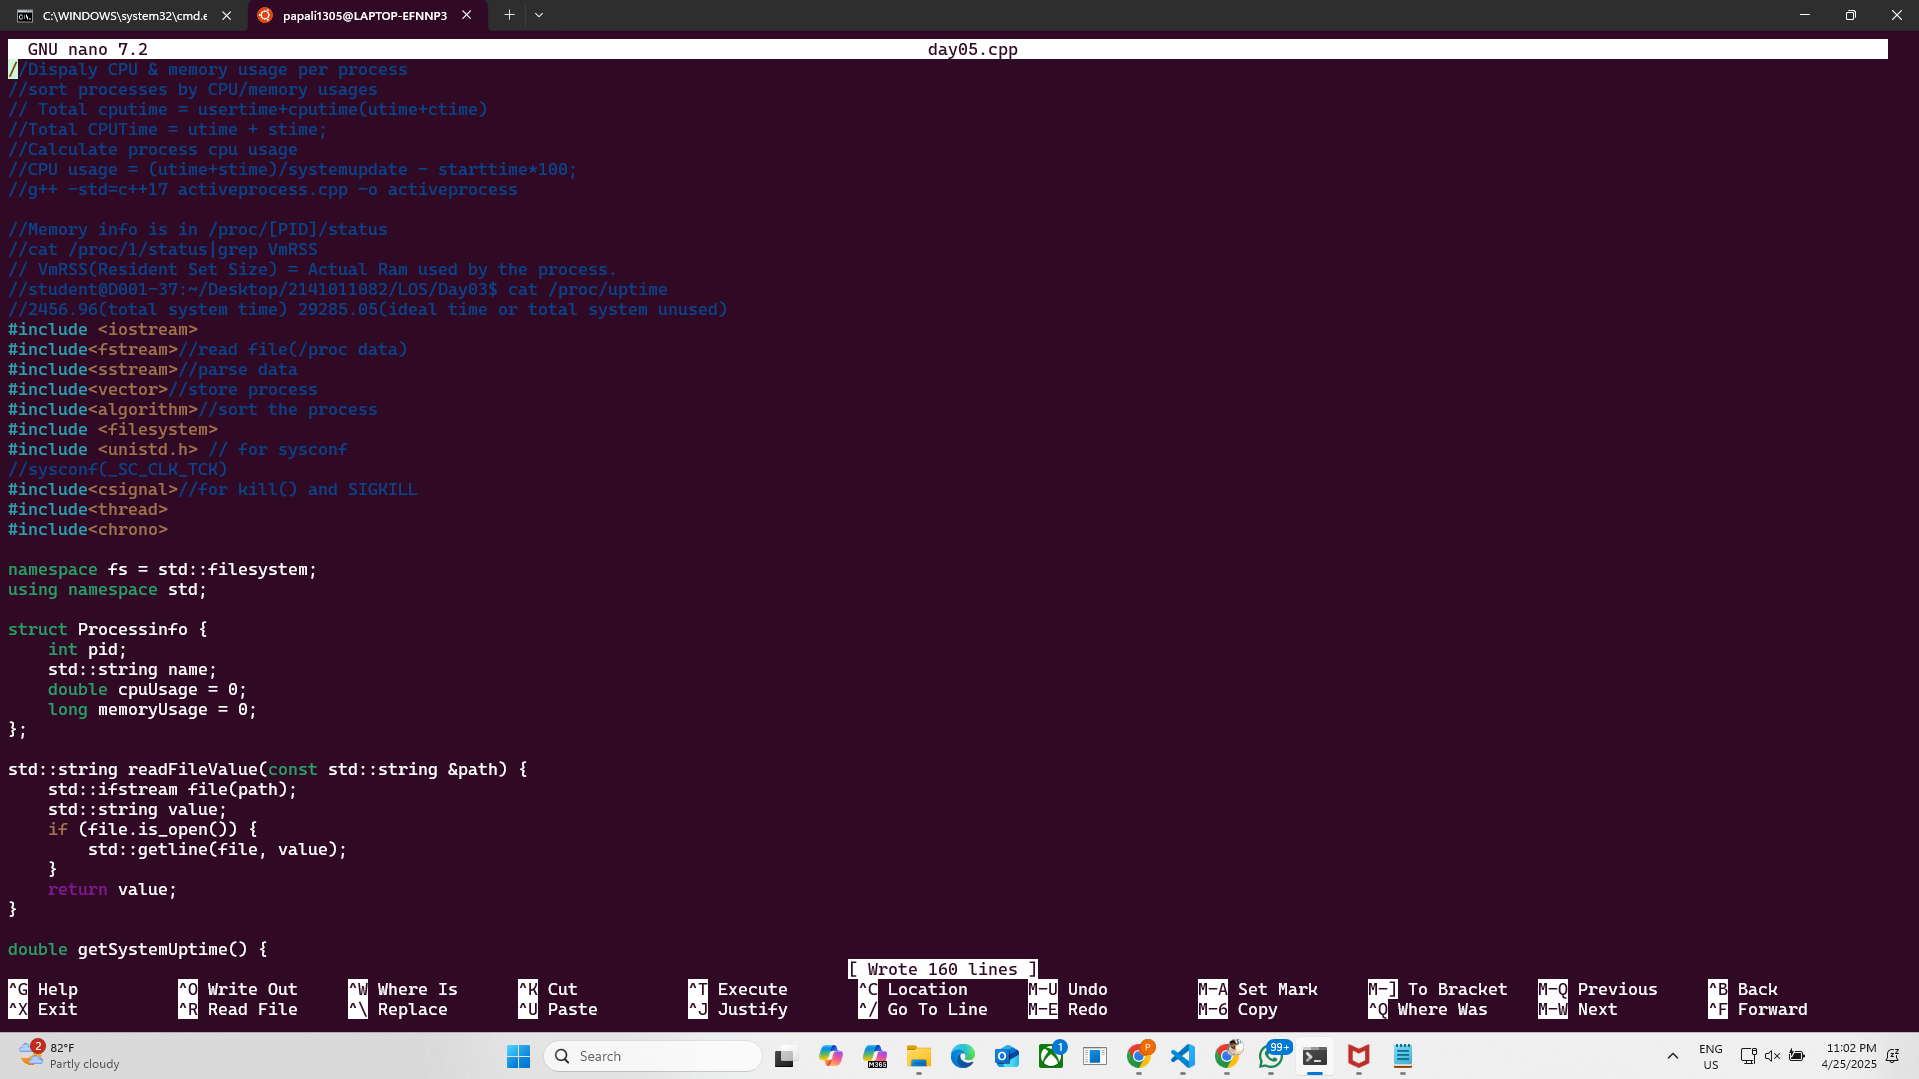 C:\WINDOWS\system32\cmd.e
papali1305@LAPTOP-EFNNP3
GNU nano 7.2 day05.cpp
//Dispaly CPU & memory usage per process
//sort processes by CPU/memory usages
// Total cputime = usertime+cputime(utime+ctime)
//Total CPUTime = utime + stime;
//Calculate process cpu usage
//CPU usage = (utime+stime)/systemupdate - starttime*100;
//g++ -std=c++17 activeprocess.cpp -o activeprocess
//Memory info is in /proc/[PID]/status
//cat /proc/1/status|grep VmRSS
// VmRSS(Resident Set Size) = Actual Ram used by the process.
//student@D001-37:~/Desktop/2141011082/LOS/Day03$ cat /proc/uptime
//2456.96(total system time) 29285.05(ideal time or total system unused)
#include <iostream>
#include<fstream>//read file(/proc data)
#include<sstream>//parse data
#include<vector>//store process
#include<algorithm>//sort the process
#include <filesystem>
#include <unistd.h> // for sysconf
//sysconf(_SC_CLK_TCK)
#include<csignal>//for kill() and SIGKILL
#include<thread>
#include<chrono>
namespace fs = std::filesystem;
using namespace std;
struct Processinfo {
    int pid;
    std::string name;
    double cpuUsage = 0;
    long memoryUsage = 0;
};
std::string readFileValue(const std::string &path) {
    std::ifstream file(path);
    std::string value;
    if (file.is_open()) {
        std::getline(file, value);
    }
    return value;
}
double getSystemUptime() {
[ Wrote 160 lines ]
^G Help ^O Write Out ^W Where Is ^K Cut ^T Execute ^C Location M-U Undo M-A Set Mark M-] To Bracket M-Q Previous ^B Back
^X Exit ^R Read File ^\ Replace ^U Paste ^J Justify ^/ Go To Line M-E Redo M-6 Copy ^Q Where Was M-W Next ^F Forward
2
82°F
Partly cloudy
Search
M365
1
P
99+
ENG
US
11:02 PM
4/25/2025